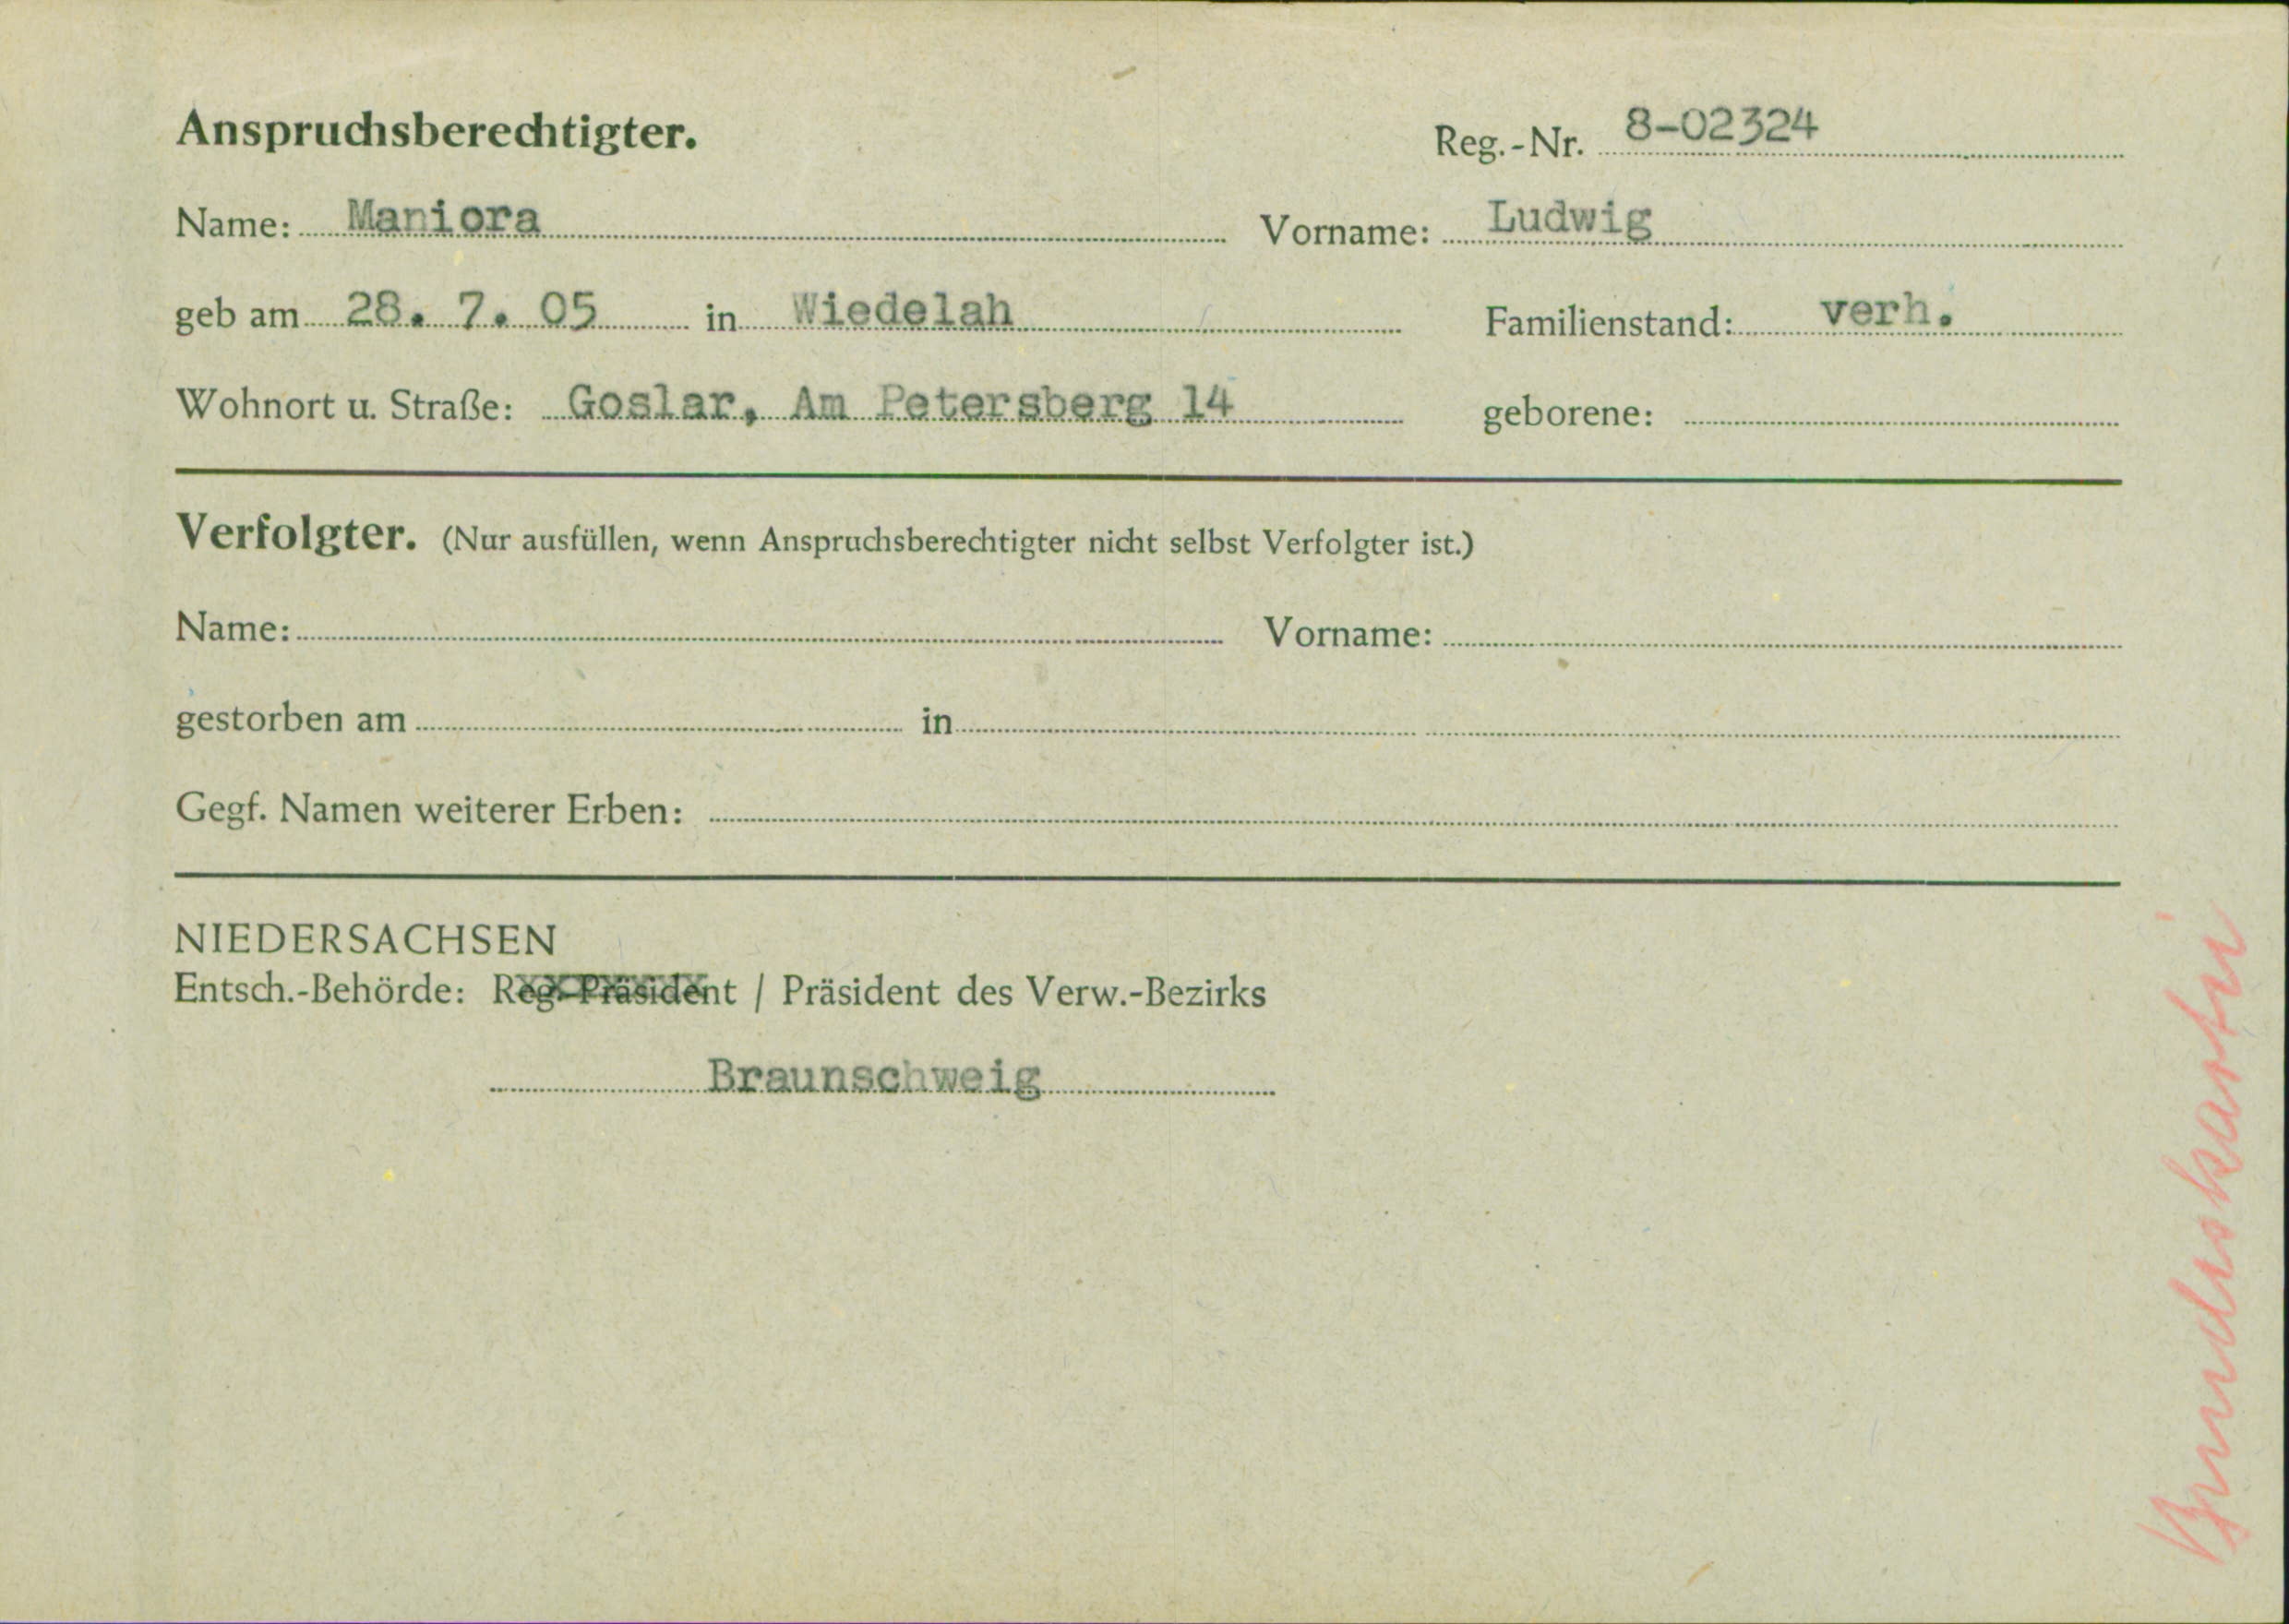 Anspruchsberechtigter.
Reg.-Nr. 8-02324
Name: Maniora Vorname: Ludwig
geb am 28. 7. 05 in Wiedelah Familienstand: verh.
Wohnort u. Straße: Goslar, Am Petersberg 14 geborene:
Verfolgter. (Nur ausfüllen, wenn Anspruchsberechtigter nicht selbst Verfolgter ist.)
Name: Vorname:
gestorben am in
Gegf. Namen weiterer Erben:
NIEDERSACHSEN
Entsch.-Behörde: Reg.-Präsident / Präsident des Verw.-Bezirks
Braunschweig
Bundeskartei